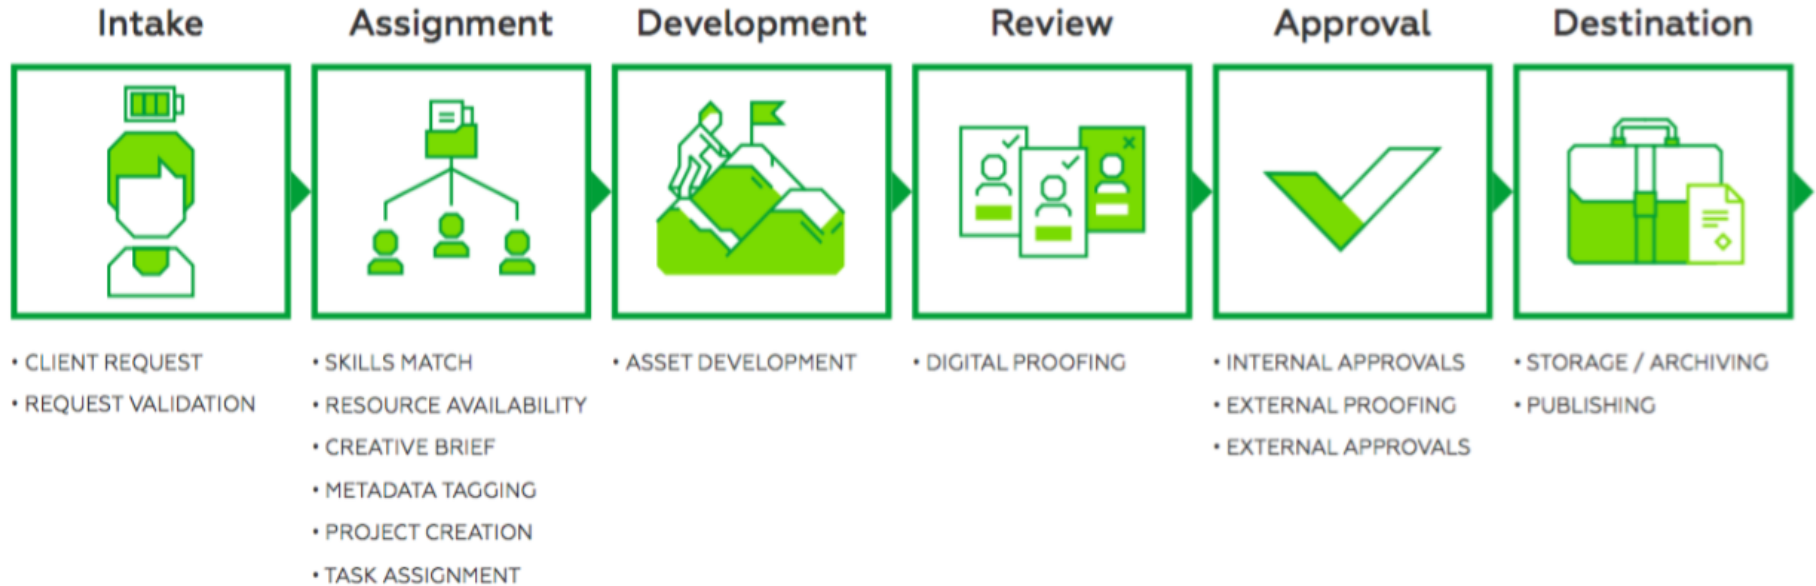 Intake
Assignment
Development
Review
Approval
Destination
• CLIENT REQUEST
• REQUEST VALIDATION
• SKILLS MATCH
• RESOURCE AVAILABILITY
• CREATIVE BRIEF
• METADATA TAGGING
• PROJECT CREATION
• TASK ASSIGNMENT
• ASSET DEVELOPMENT
• DIGITAL PROOFING
• INTERNAL APPROVALS
• EXTERNAL PROOFING
• EXTERNAL APPROVALS
• STORAGE / ARCHIVING
• PUBLISHING